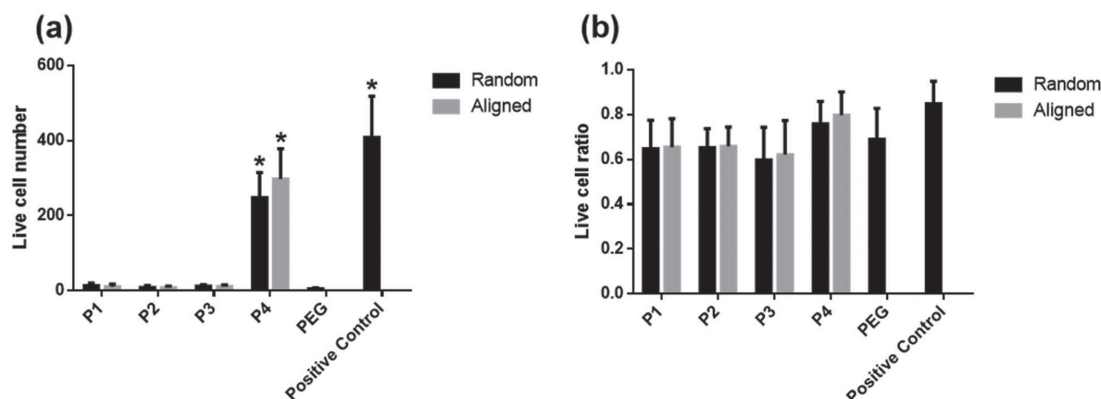 (a)
Live cell number
600
400
200
0
*
*
*
P1
P2
P3
P4
PEG
Positive Control
Random
Aligned
(b)
Live cell ratio
1.0
0.8
0.6
0.4
0.2
0.0
P1
P2
P3
P4
PEG
Positive Control
Random
Aligned